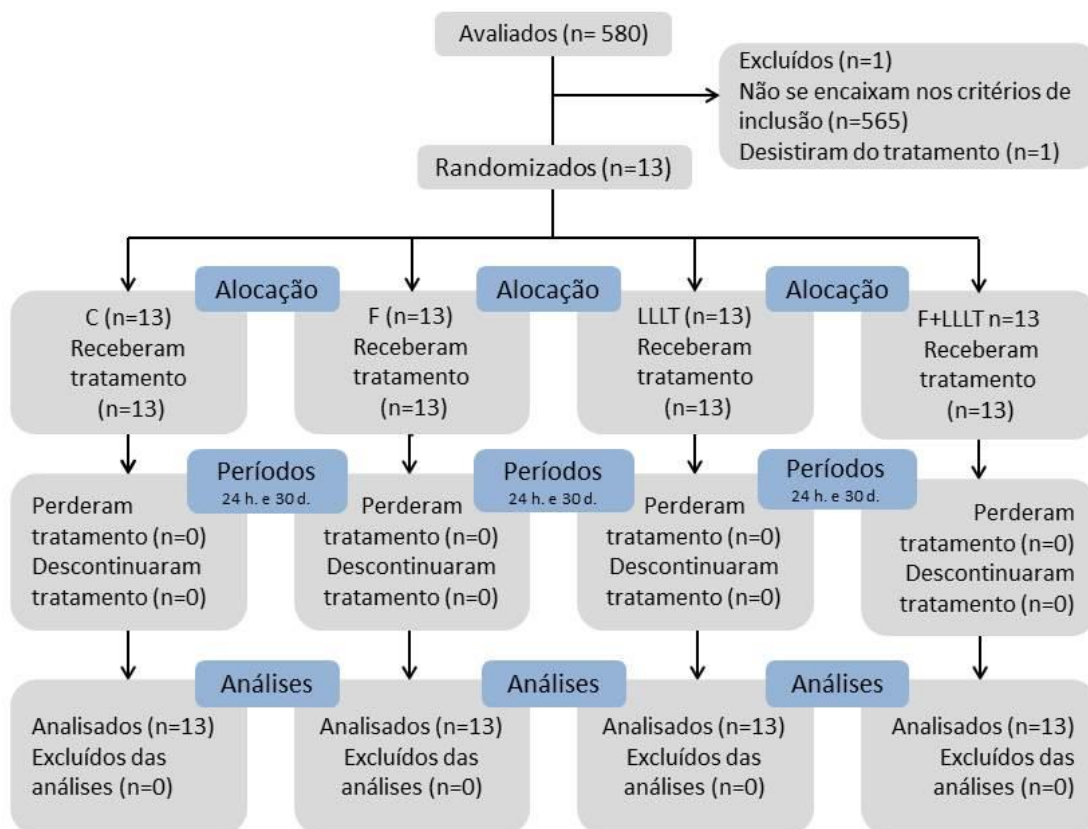 Avaliados (n= 580)
Excluídos (n=1)
Não se encaixam nos critérios de
inclusão (n=565)
Desistiram do tratamento (n=1)
Randomizados (n=13)
Alocação
Alocação
Alocação
C (n=13)
Receberam
tratamento
(n=13)
F (n=13)
Receberam
tratamento
(n=13)
LLLT (n=13)
Receberam
tratamento
(n=13)
F+LLLT n=13
Receberam
tratamento
(n=13)
Períodos
24 h. e 30 d.
Períodos
24 h. e 30 d.
Períodos
24 h. e 30 d.
Perderam
tratamento (n=0)
Descontinuaram
tratamento (n=0)
Perderam
tratamento (n=0)
Descontinuaram
tratamento (n=0)
Perderam
tratamento (n=0)
Descontinuaram
tratamento (n=0)
Perderam
tratamento (n=0)
Descontinuaram
tratamento (n=0)
Análises
Análises
Análises
Analisados (n=13)
Excluídos das
análises (n=0)
Analisados (n=13)
Excluídos das
análises (n=0)
Analisados (n=13)
Excluídos das
análises (n=0)
Analisados (n=13)
Excluídos das
análises (n=0)